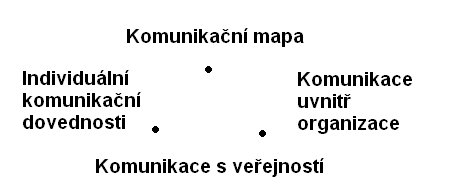 Komunikační mapa
Individuální
komunikační
dovednosti
Komunikace
uvnitř
organizace
Komunikace s veřejností